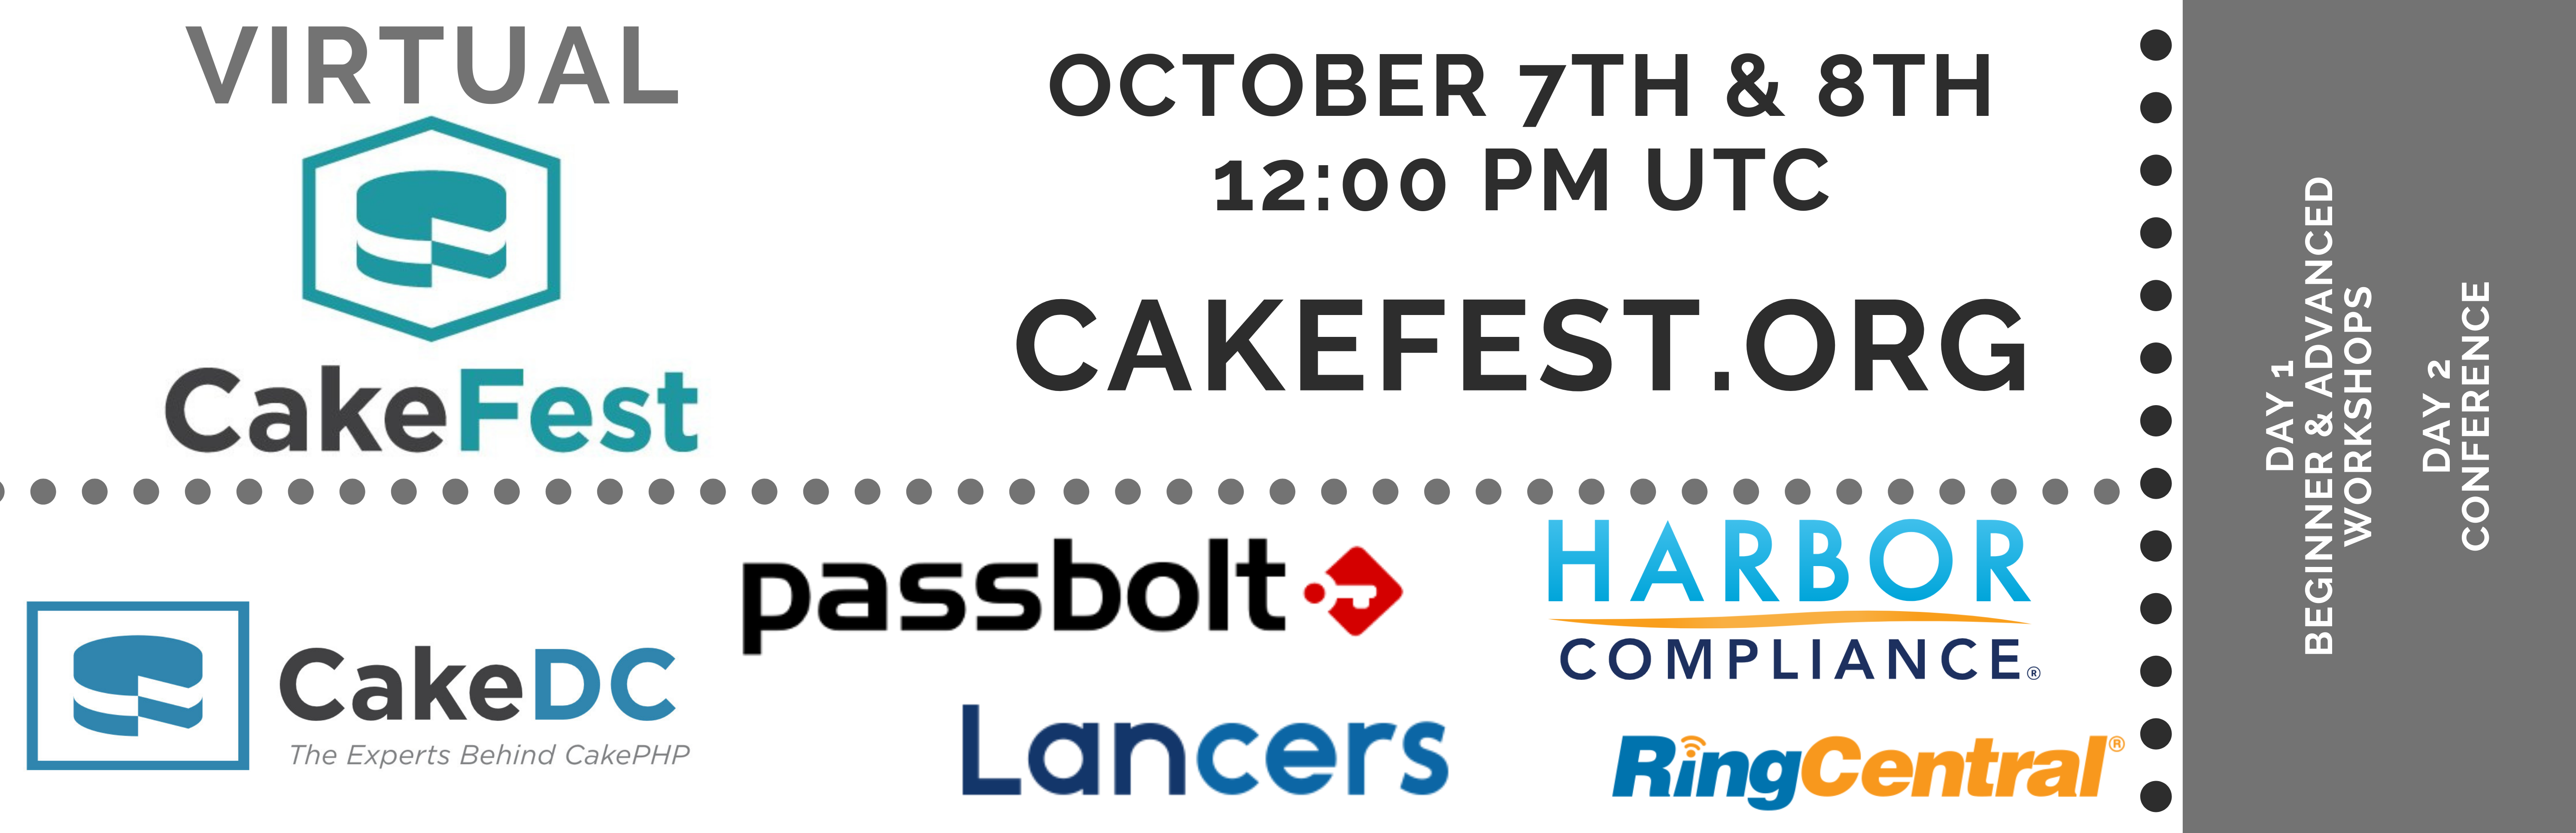 VIRTUAL
CakeFest
OCTOBER 7TH & 8TH
12:00 PM UTC
CAKEFEST.ORG
CakeDC
The Experts Behind CakePHP
passbolt
Lancers
HARBOR
COMPLIANCE®
RingCentral®
DAY 1
BEGINNER & ADVANCED
WORKSHOPS
DAY 2
CONFERENCE